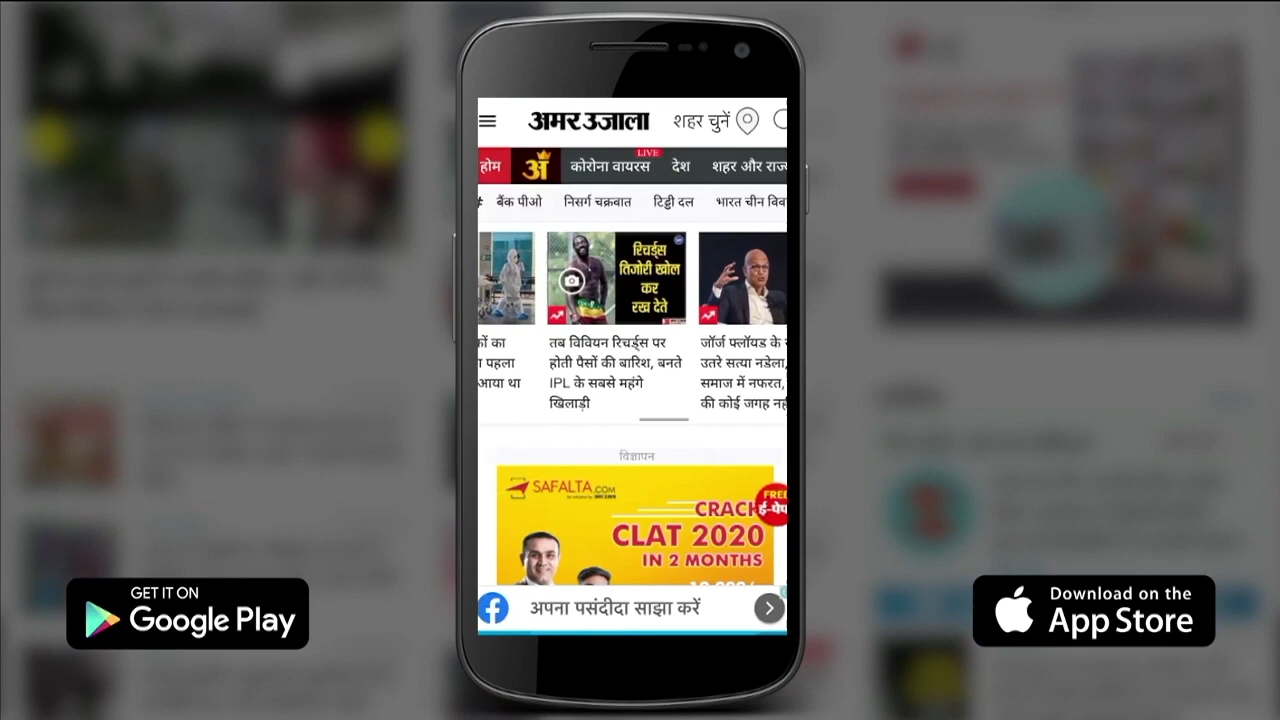 अमर उजाला
शहर चुनें
LIVE
होम
अ
कोरोना वायरस
देश
शहर और राज्य
# बैंक पीओ
निसर्ग चक्रवात
टिड्डी दल
भारत चीन विवा
रिचर्ड्स
तिजोरी खोल
कर
रख देते
कों का
पहला
आया था
तब विवियन रिचर्ड्स पर
होती पैसों की बारिश, बनते
IPL के सबसे महंगे
खिलाड़ी
जॉर्ज फ्लॉयड के
उतरे सत्या नडेला,
समाज में नफरत,
की कोई जगह नहीं
विज्ञापन
SAFALTA.COM
CRACK
CLAT 2020
IN 2 MONTHS
FREE
ई-पेप
अपना पसंदीदा साझा करें
GET IT ON
Google Play
Download on the
App Store